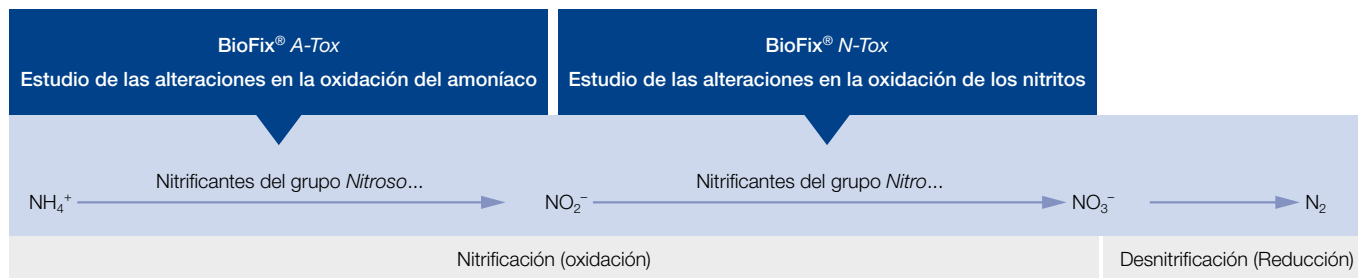 BioFix® A-Tox
Estudio de las alteraciones en la oxidación del amoníaco
BioFix® N-Tox
Estudio de las alteraciones en la oxidación de los nitritos
Nitrificantes del grupo Nitroso...
Nitrificantes del grupo Nitro...
NH₄⁺
NO₂⁻
NO₃⁻
N₂
Nitrificación (oxidación)
Desnitrificación (Reducción)